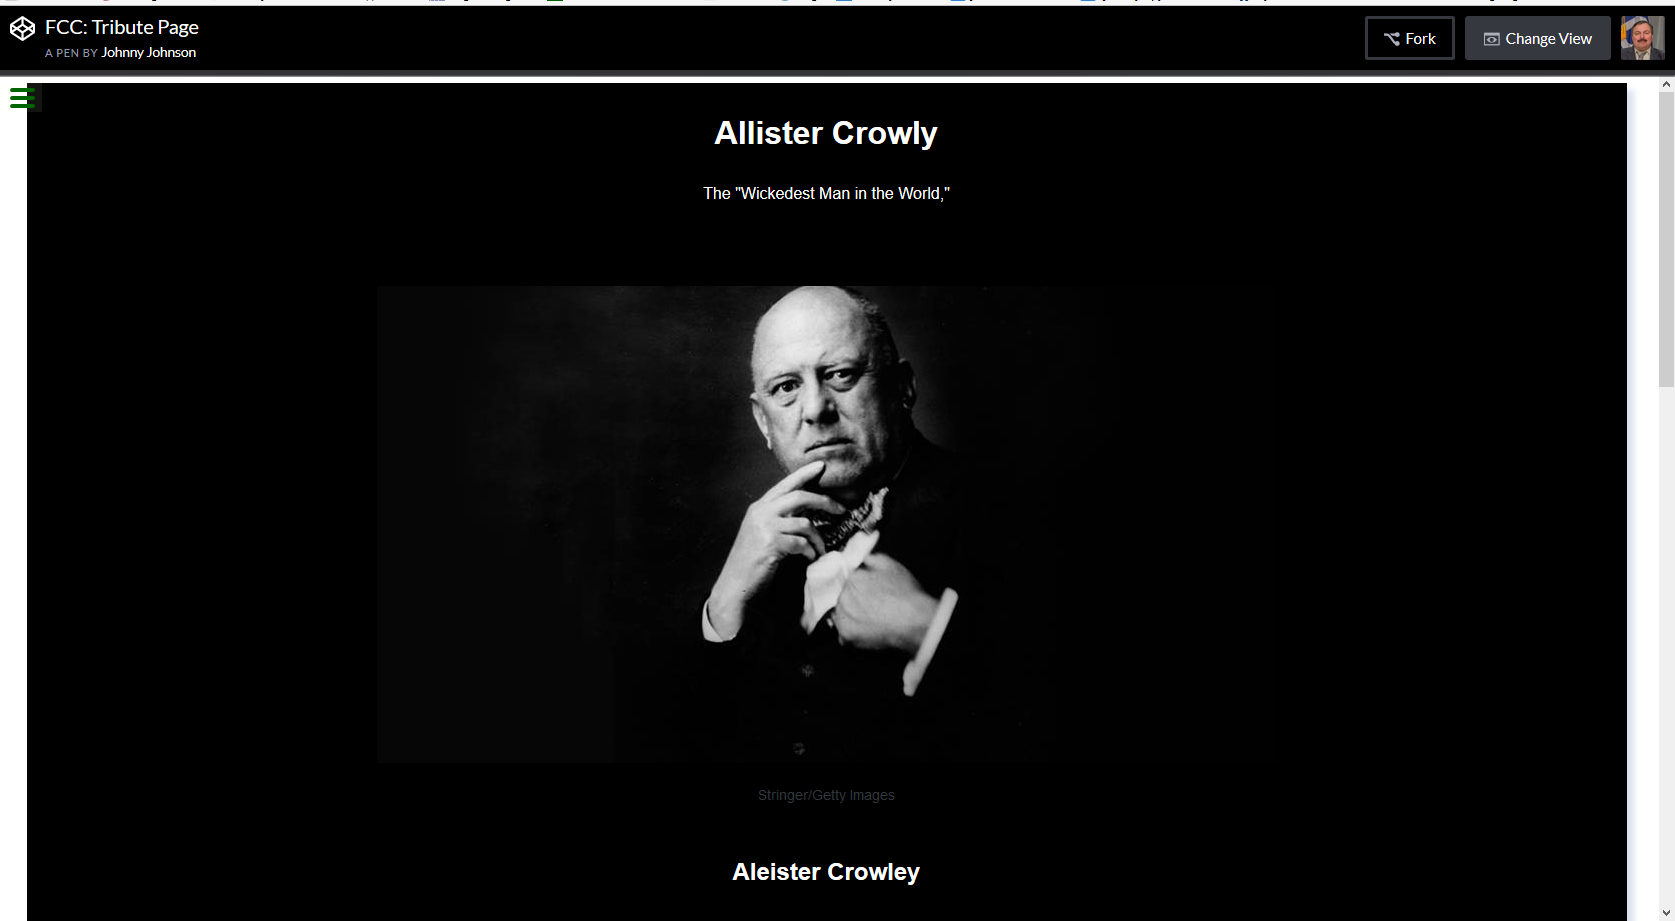 FCC: Tribute Page
A PEN BY Johnny Johnson
Fork
Change View
Allister Crowly
The "Wickedest Man in the World,"
Stringer/Getty Images
Aleister Crowley